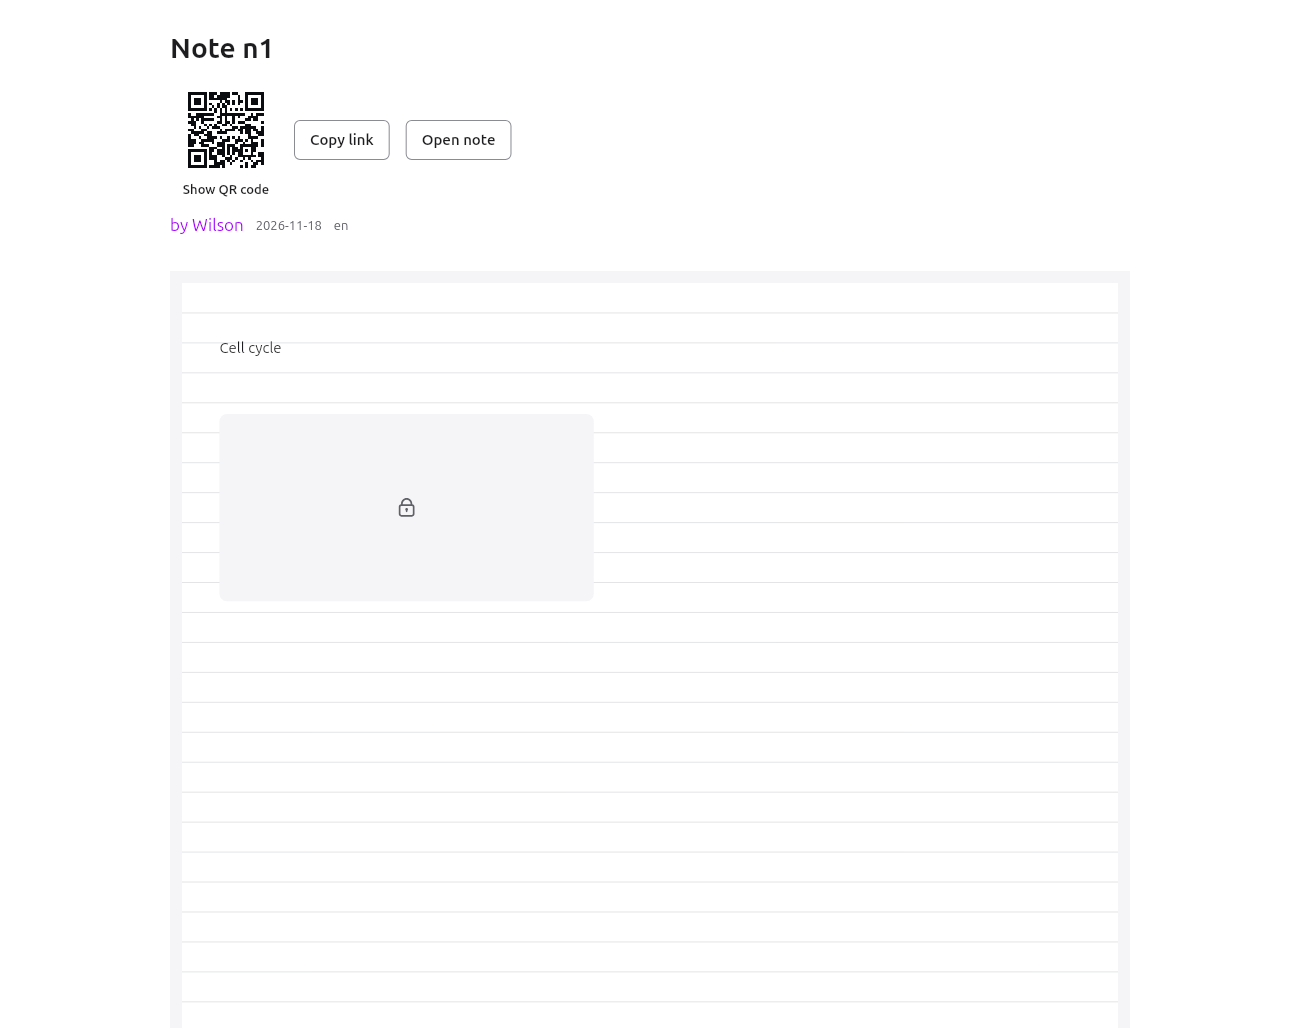 Note n1
Copy link
Open note
Show QR code
by Wilson 2026-11-18 en
Cell cycle